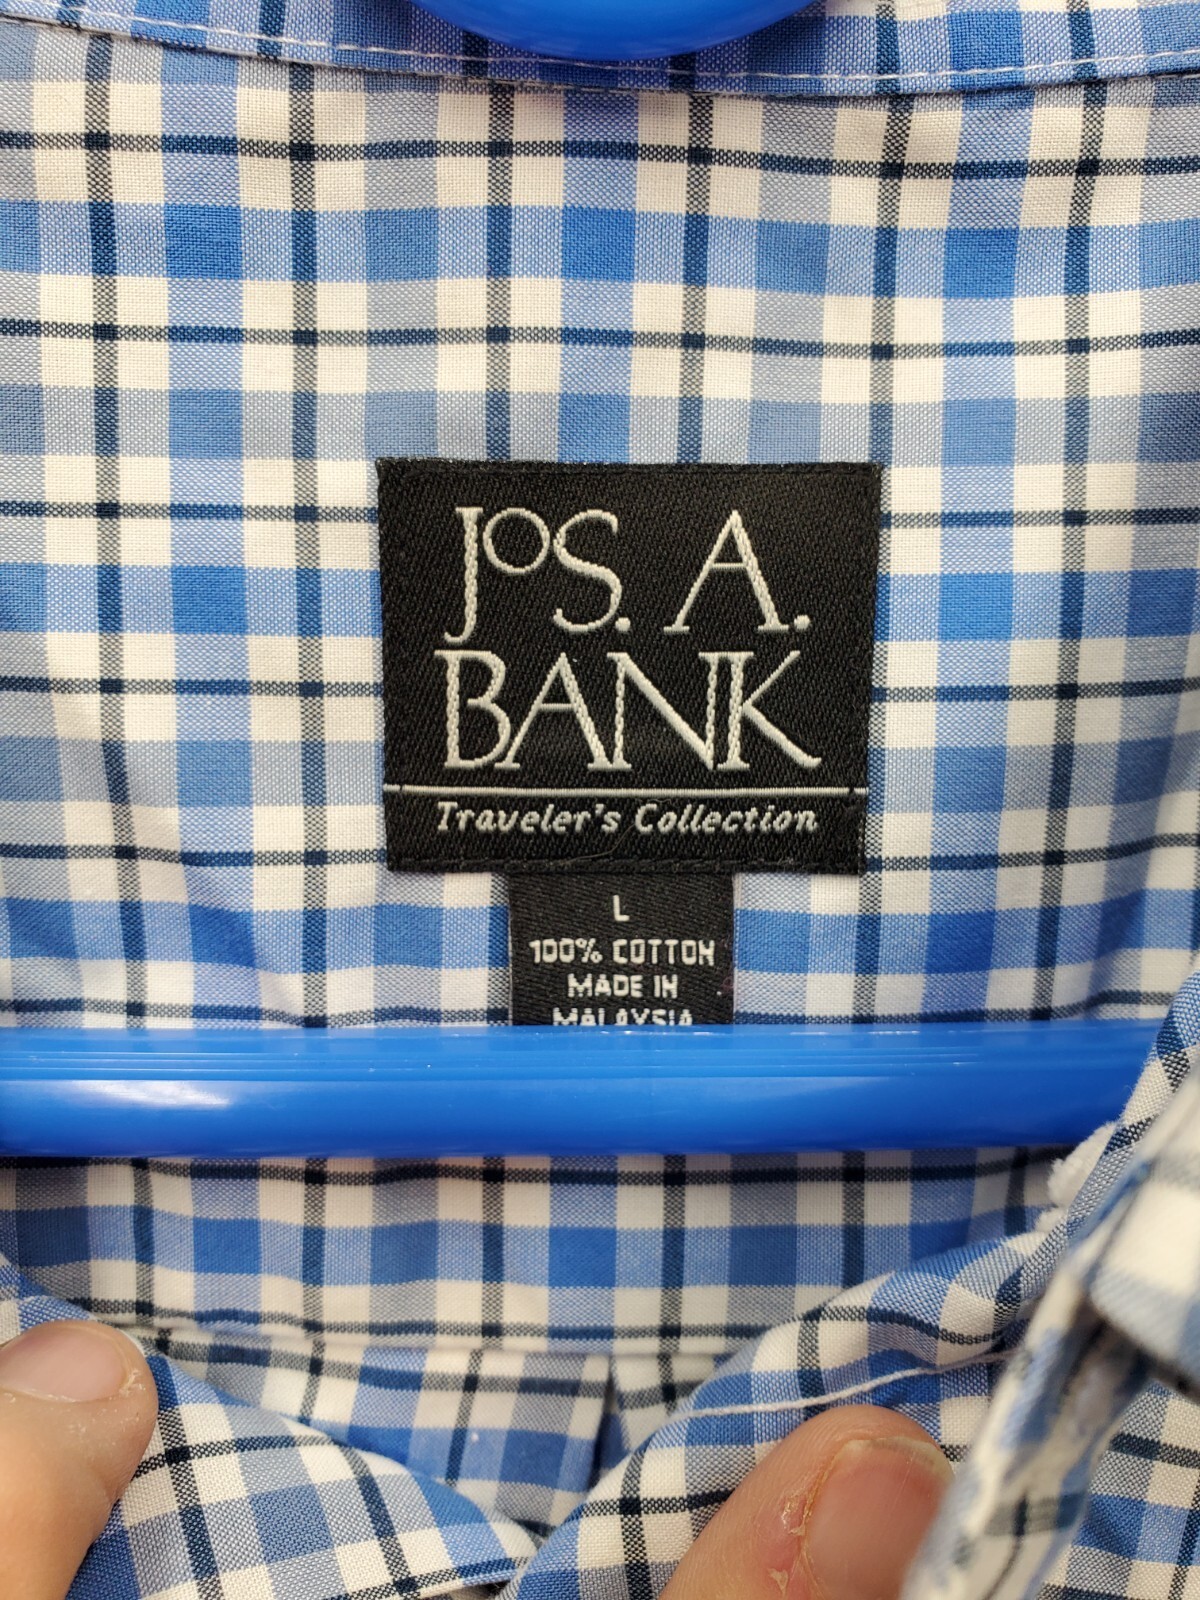 JOS. A.
BANK
Traveler's Collection
L
100% COTTON
MADE IN
MALAYSIA